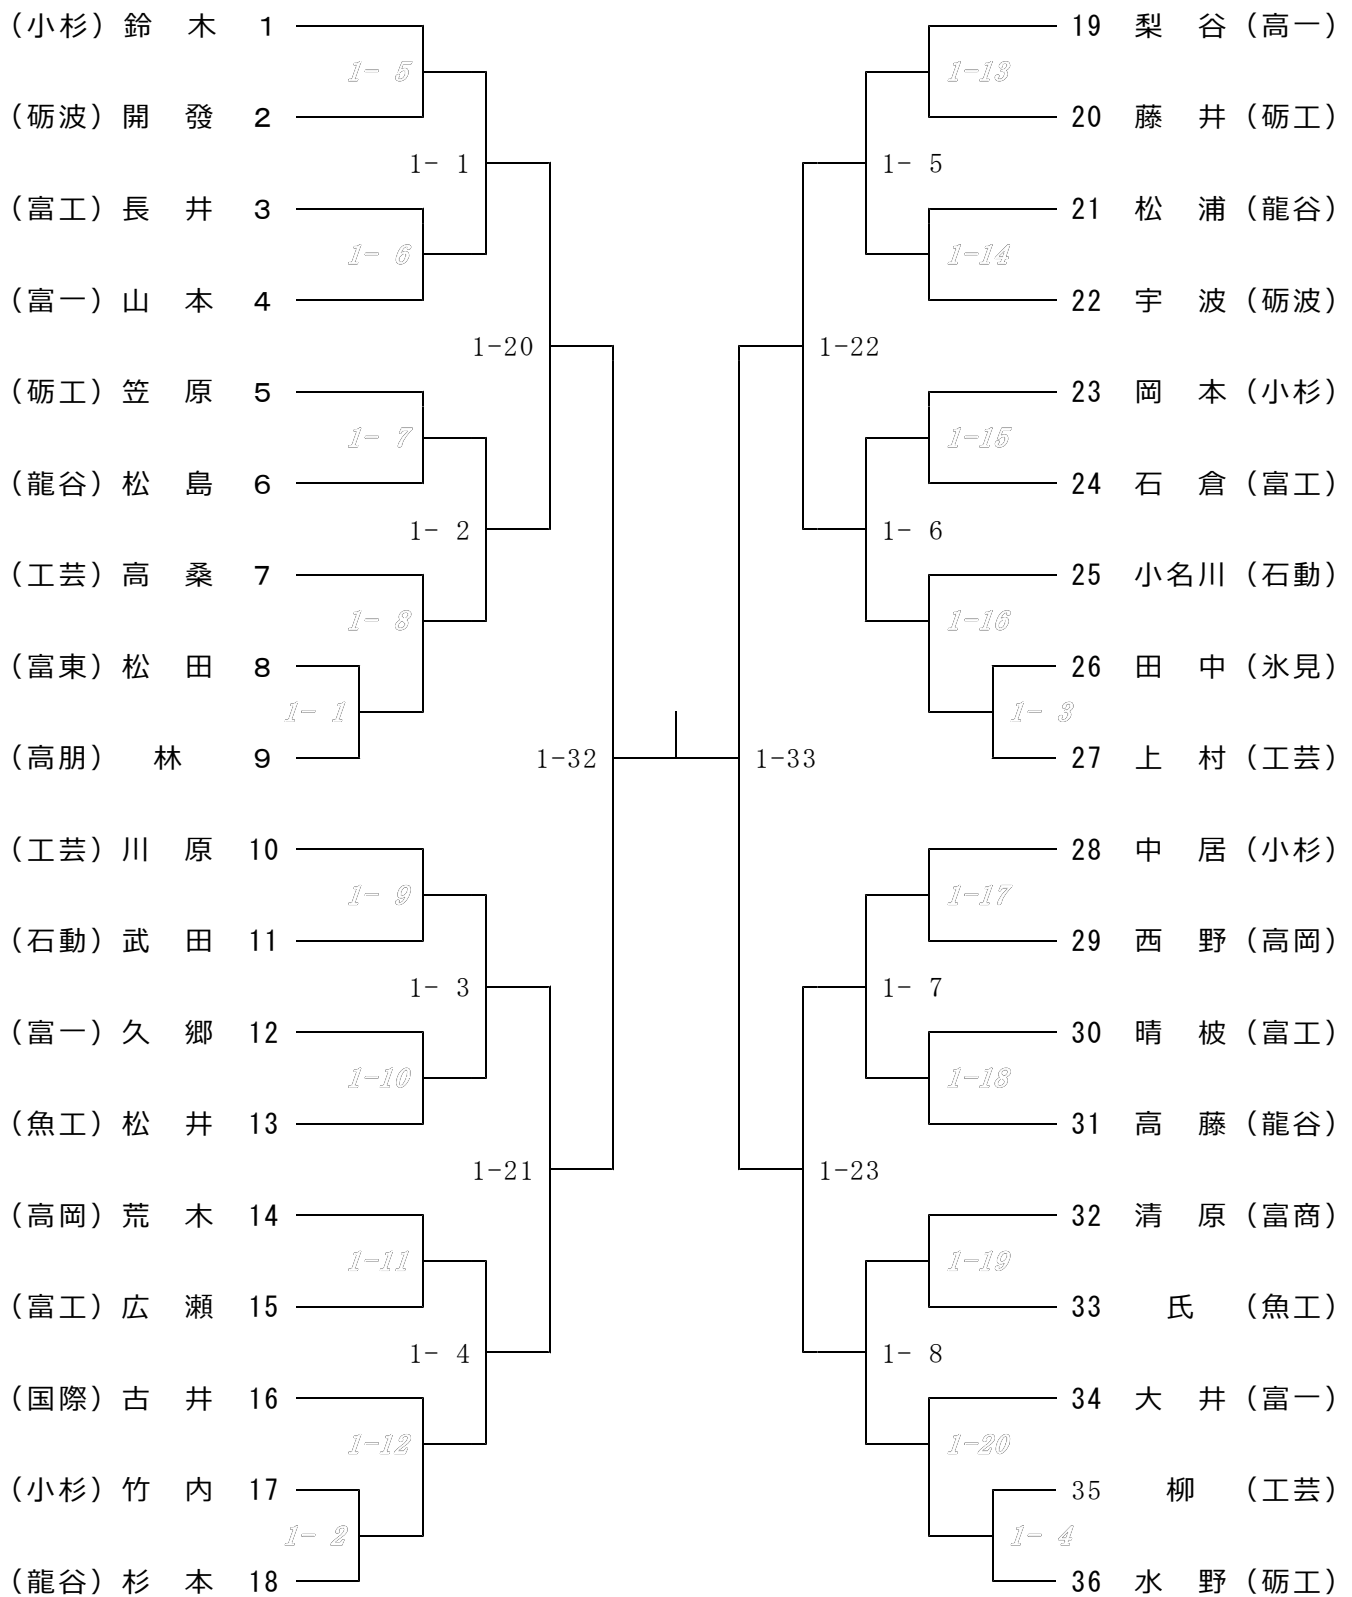 (小杉) 鈴 木 1
1- 5
(砺波) 開 發 2
1- 1
(富工) 長 井 3
1- 6
(富一) 山 本 4
1-20
(砺工) 笠 原 5
1- 7
(龍谷) 松 島 6
1- 2
(工芸) 高 桑 7
1- 8
(富東) 松 田 8
1- 1
(高朋) 林 9
1-32
(工芸) 川 原 10
1- 9
(石動) 武 田 11
1- 3
(富一) 久 郷 12
1-10
(魚工) 松 井 13
1-21
(高岡) 荒 木 14
1-11
(富工) 広 瀬 15
1- 4
(国際) 古 井 16
1-12
(小杉) 竹 内 17
1- 2
(龍谷) 杉 本 18
19 梨 谷 (高一)
1-13
20 藤 井 (砺工)
1- 5
21 松 浦 (龍谷)
1-14
22 宇 波 (砺波)
1-22
23 岡 本 (小杉)
1-15
24 石 倉 (富工)
1- 6
25 小名川 (石動)
1-16
26 田 中 (氷見)
1- 3
27 上 村 (工芸)
1-33
28 中 居 (小杉)
1-17
29 西 野 (高岡)
1- 7
30 晴 柀 (富工)
1-18
31 高 藤 (龍谷)
1-23
32 清 原 (富商)
1-19
33 氏 (魚工)
1- 8
34 大 井 (富一)
1-20
35 柳 (工芸)
1- 4
36 水 野 (砺工)